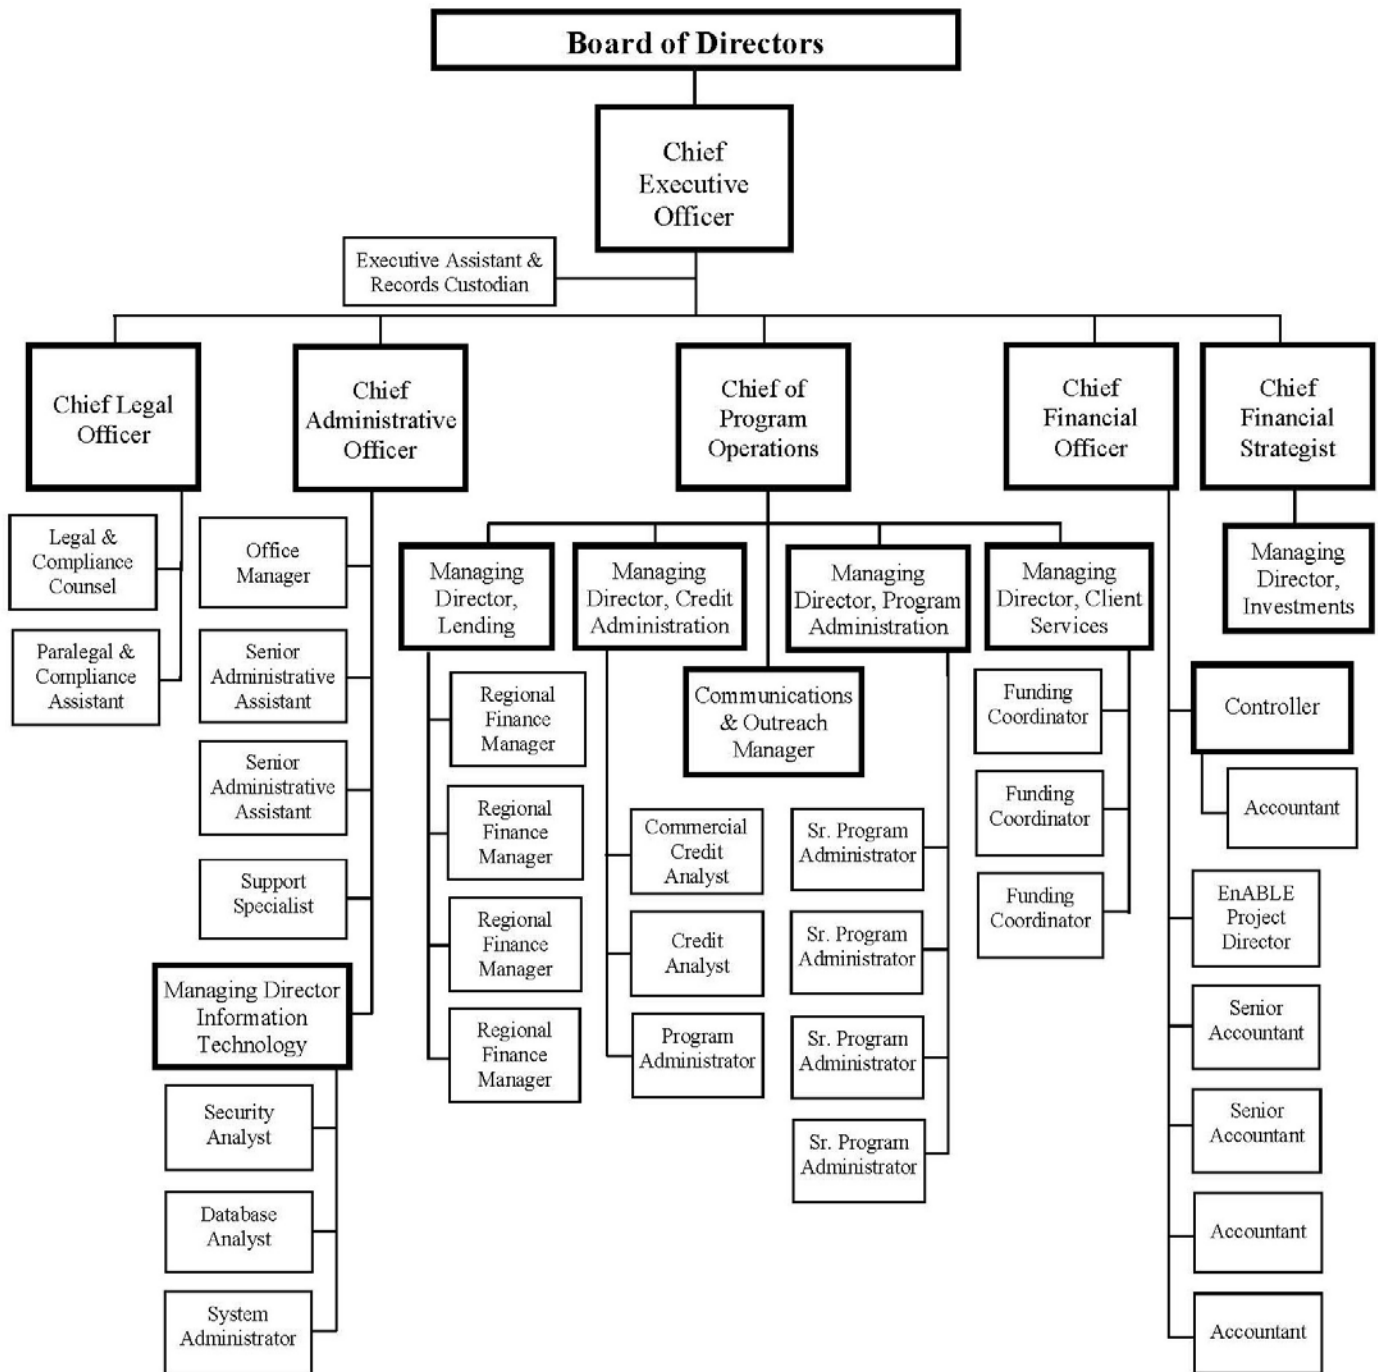 Board of Directors
Chief
Executive
Officer
Executive Assistant &
Records Custodian
Chief Legal
Officer
Chief
Administrative
Officer
Chief of
Program
Operations
Chief
Financial
Officer
Chief
Financial
Strategist
Legal &
Compliance
Counsel
Paralegal &
Compliance
Assistant
Office
Manager
Senior
Administrative
Assistant
Senior
Administrative
Assistant
Support
Specialist
Managing Director
Information
Technology
Security
Analyst
Database
Analyst
System
Administrator
Managing
Director,
Lending
Regional
Finance
Manager
Regional
Finance
Manager
Regional
Finance
Manager
Regional
Finance
Manager
Managing
Director, Credit
Administration
Commercial
Credit
Analyst
Credit
Analyst
Program
Administrator
Communications
& Outreach
Manager
Managing
Director, Program
Administration
Sr. Program
Administrator
Sr. Program
Administrator
Sr. Program
Administrator
Sr. Program
Administrator
Managing
Director, Client
Services
Funding
Coordinator
Funding
Coordinator
Funding
Coordinator
Controller
Accountant
EnABLE
Project
Director
Senior
Accountant
Senior
Accountant
Accountant
Accountant
Managing
Director,
Investments